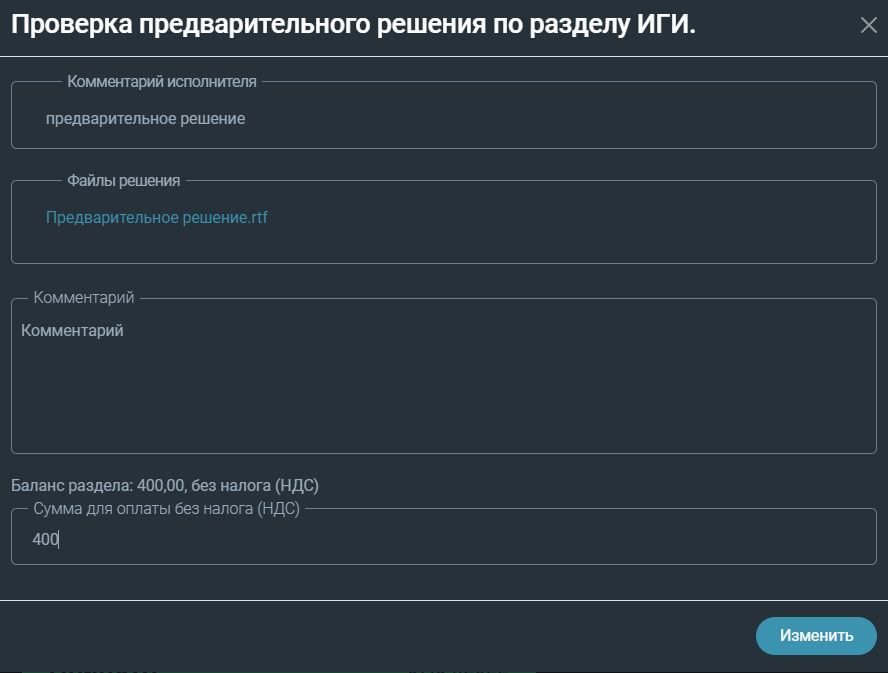 Проверка предварительного решения по разделу ИГИ.
Комментарий исполнителя
предварительное решение
Файлы решения
Предварительное решение.rtf
Комментарий
Комментарий
Баланс раздела: 400,00, без налога (НДС)
Сумма для оплаты без налога (НДС)
400
Изменить